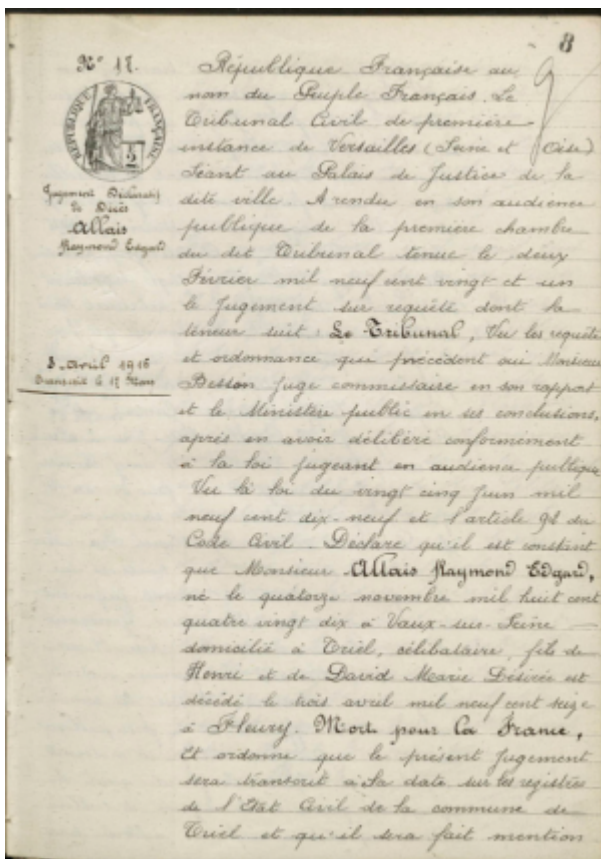 8
N° 17.
RÉPUBLIQUE FRANÇAISE
2
Jugement Déclaratif
de Décès
Allais
Raymond Edgard
3 Avril 1916
Transcrit le 17 Mars
République Française au
nom du Peuple Français. Le
Tribunal Civil de première
instance de Versailles (Seine et Oise)
Séant au Palais de Justice de la
dite ville. A rendu en son audience
publique de la première chambre
du dit Tribunal tenue le deux
Février mil neuf cent vingt et un
le Jugement sur requête dont la
teneur suit : Le Tribunal, Vu les requête
et ordonnance qui précèdent oui Monsieur
Besson Juge commissaire en son rapport
et le Ministère public en ses conclusions,
après en avoir délibéré conformément
à la loi jugeant en audience publique
Vu la loi du vingt cinq Juin mil
neuf cent dix-neuf et l'article 92 du
Code Civil. Déclare qu'il est constant
que Monsieur Allais Raymond Edgard,
né le quatorze novembre mil huit cent
quatre vingt dix à Vaux-sur-Seine
domicilié à Triel, célibataire, fils de
Henri et de David Marie Désirée est
décédé le trois avril mil neuf cent seize
à Fleury. Mort pour la France,
Et ordonne que le présent Jugement
sera transcrit à sa date sur les registres
de l'Etat Civil de la commune de
Triel et qu'il sera fait mention